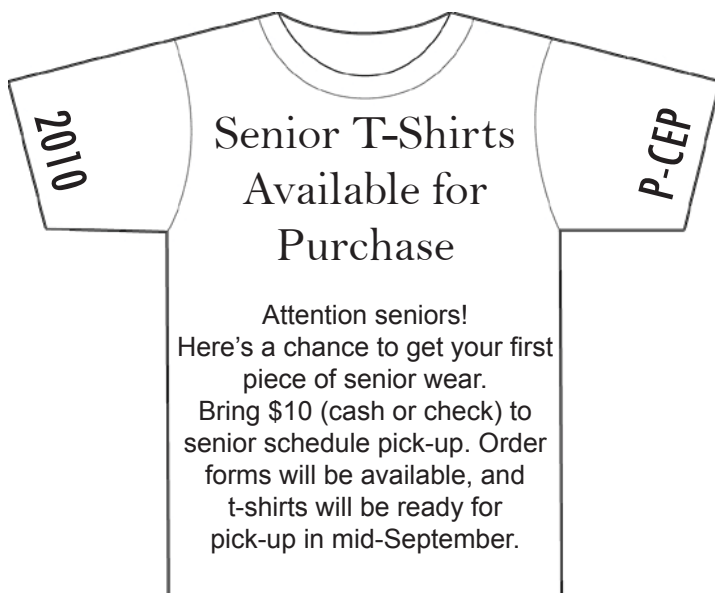 2010
P-CEP
Senior T-Shirts
Available for
Purchase
Attention seniors!
Here's a chance to get your first
piece of senior wear.
Bring $10 (cash or check) to
senior schedule pick-up. Order
forms will be available, and
t-shirts will be ready for
pick-up in mid-September.